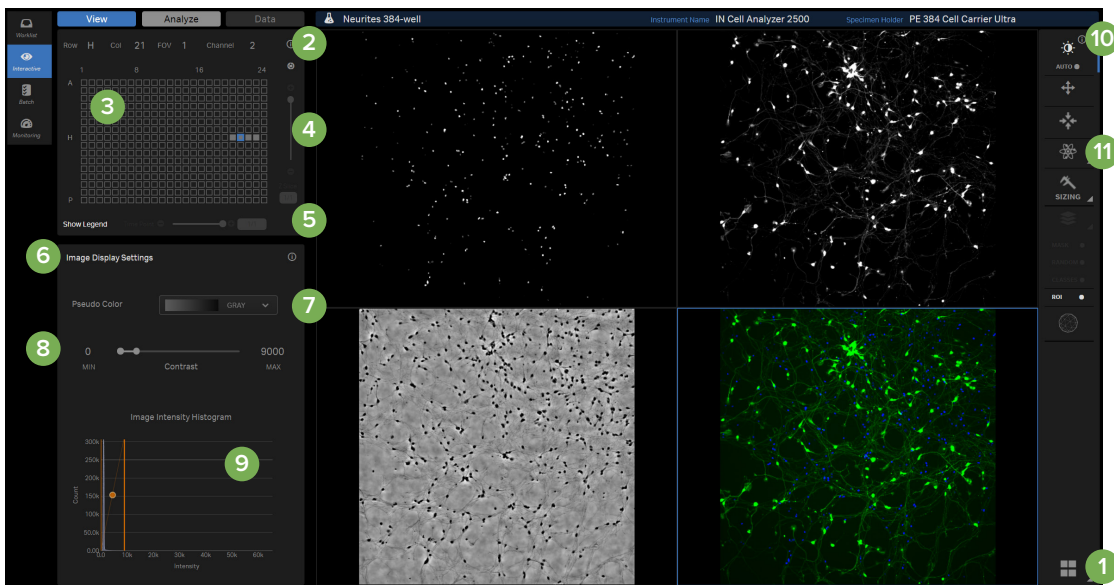 View Analyze Data
Neurites 384-well Instrument Name IN Cell Analyzer 2500 Specimen Holder PE 384 Cell Carrier Ultra
Worklist
Interactive
Batch
Monitoring
Row H Col 21 FOV 1 Channel 2
1 8 16 24
A
H
P
Show Legend
Image Display Settings
Pseudo Color GRAY
0 9000
MIN Contrast MAX
Image Intensity Histogram
300k
250k
200k
150k
100k
50.0k
0.00
Count
0.0 10k 20k 30k 40k 50k 60k
Intensity
AUTO
SIZING
ROI
1
2
3
4
5
6
7
8
9
10
11